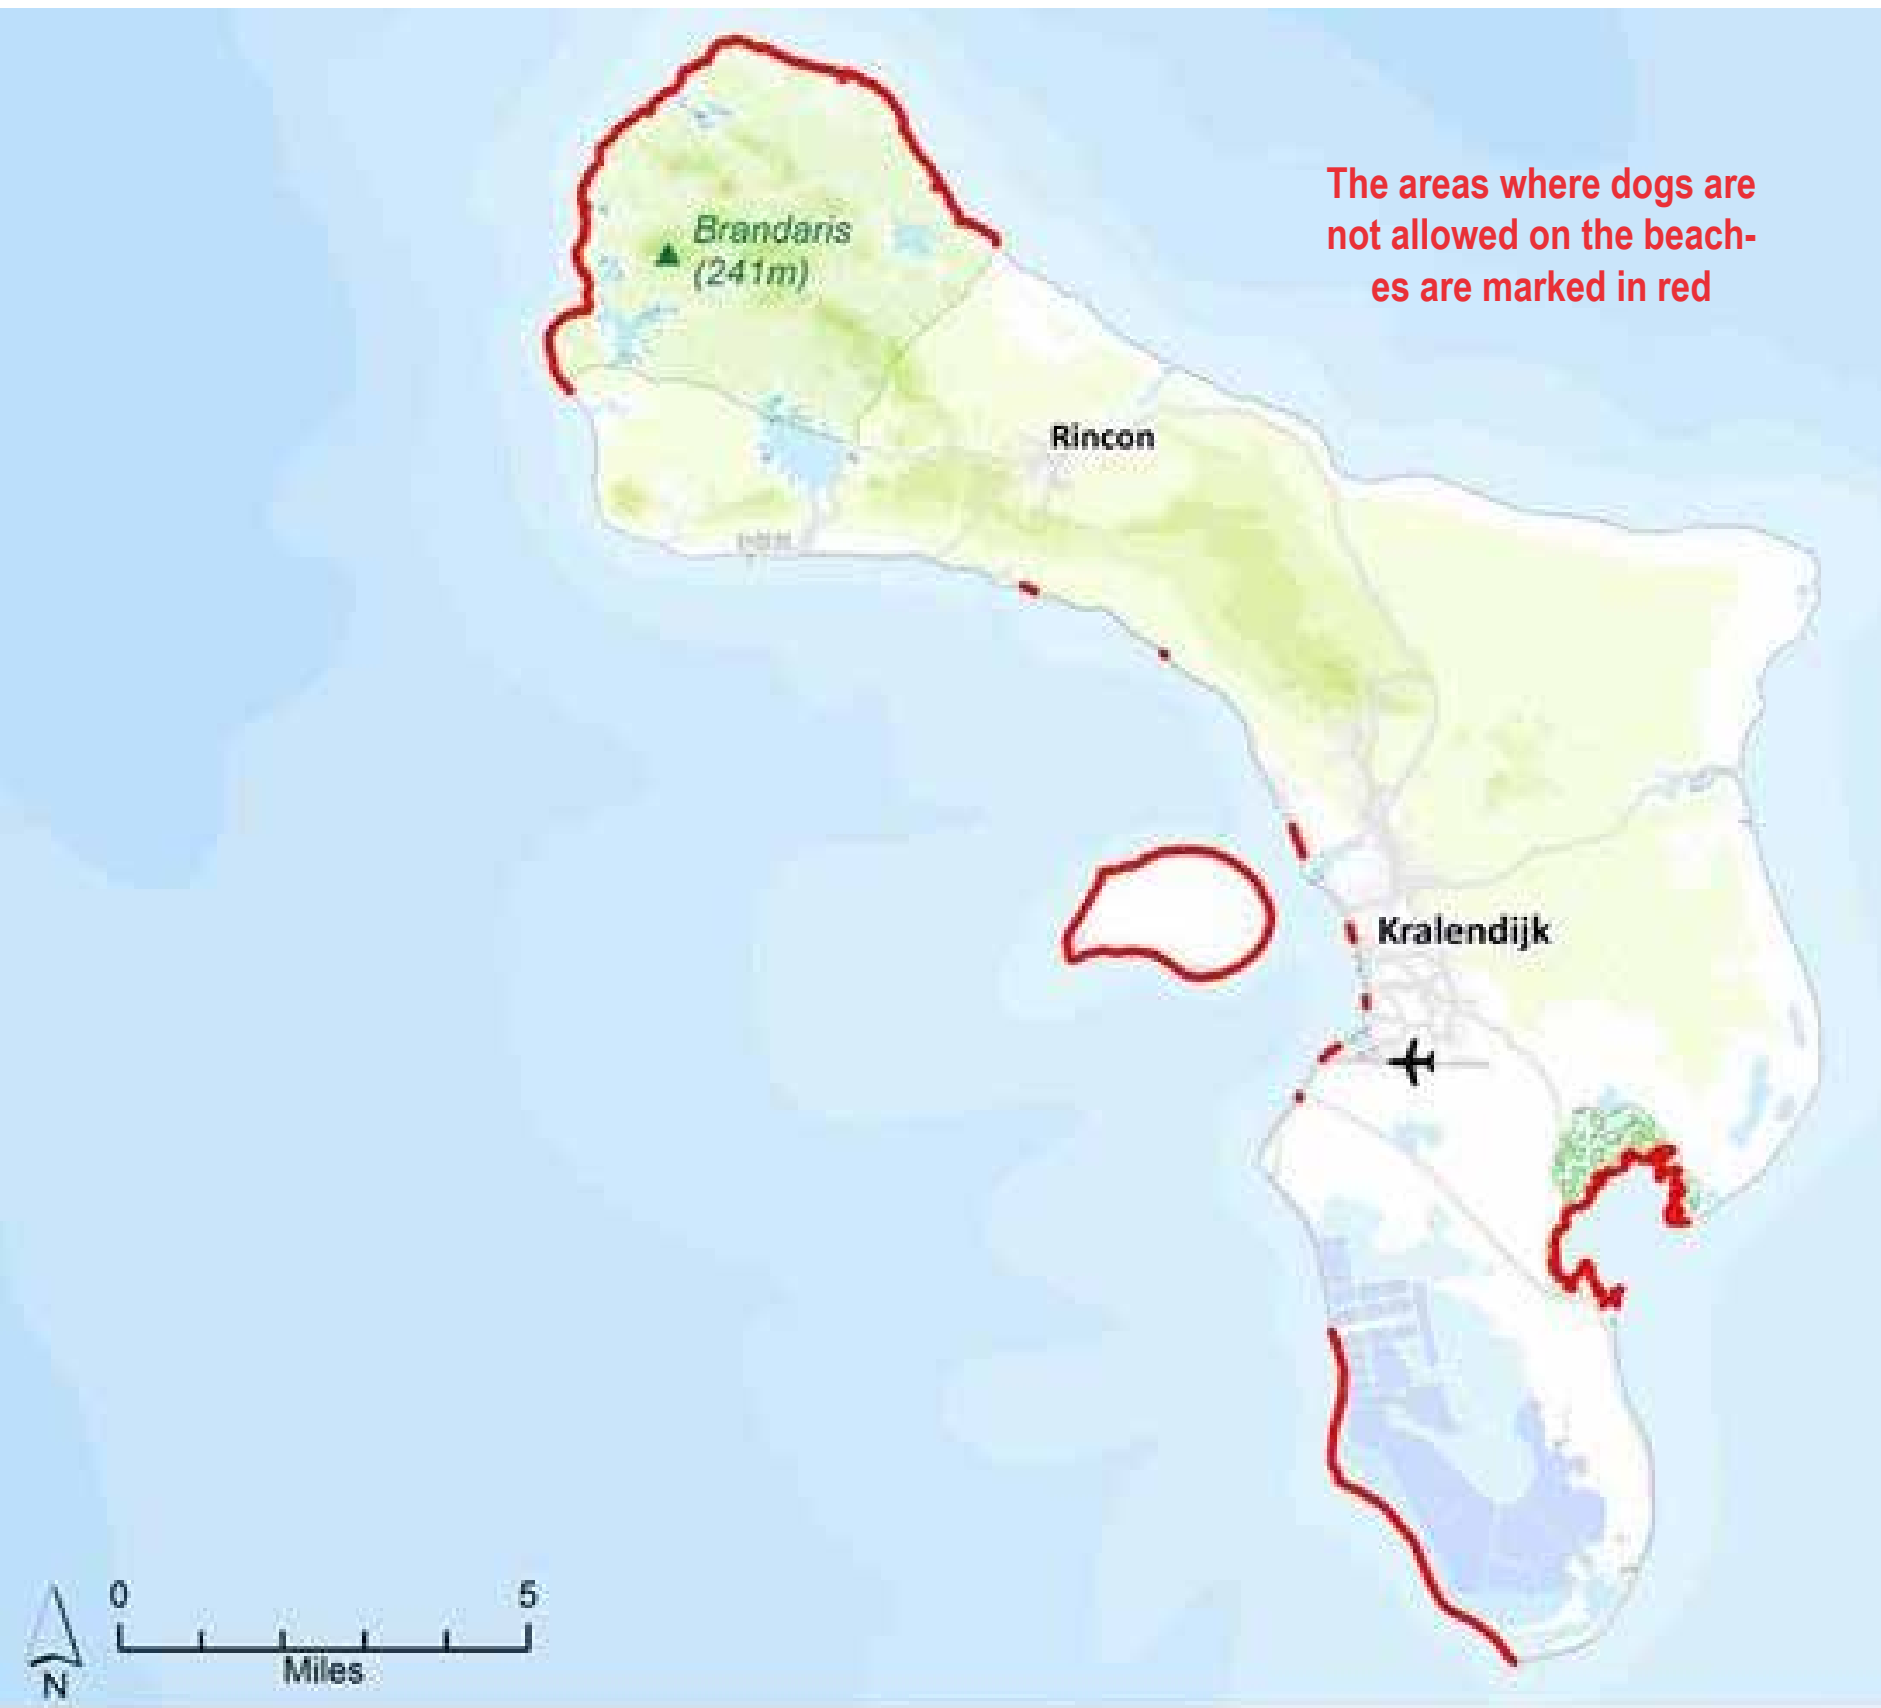 The areas where dogs are
not allowed on the beach-
es are marked in red
Brandaris
(241m)
Rincon
Kralendijk
0 5
Miles
N